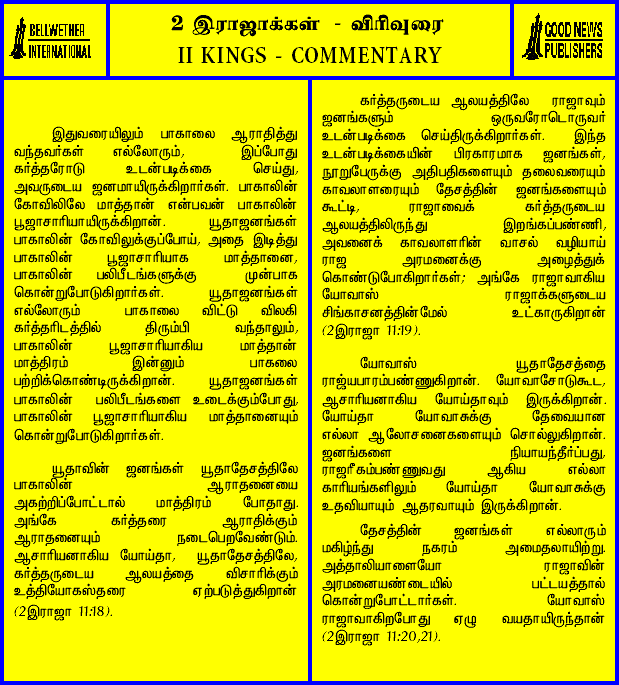 BELLWETHER
INTERNATIONAL
2 இராஜாக்கள் - விரிவுரை
II KINGS - COMMENTARY
GOOD NEWS
PUBLISHERS
இதுவரையிலும் பாகாலை ஆராதித்து
வந்தவர்கள் எல்லோரும், இப்போது
கர்த்தரோடு உடன்படிக்கை செய்து,
அவருடைய ஜனமாயிருக்கிறார்கள். பாகாலின்
கோவிலிலே மாத்தான் என்பவன் பாகாலின்
பூஜாசாரியாயிருக்கிறான். யூதாஜனங்கள்
பாகாலின் கோவிலுக்குப்போய், அதை இடித்து
பாகாலின் பூஜாசாரியாக மாத்தானை,
பாகாலின் பலிபீடங்களுக்கு முன்பாக
கொன்றுபோடுகிறார்கள். யூதாஜனங்கள்
எல்லோரும் பாகாலை விட்டு விலகி
கர்த்தரிடத்தில் திரும்பி வந்தாலும்,
பாகாலின் பூஜாசாரியாகிய மாத்தான்
மாத்திரம் இன்னும் பாகலை
பற்றிக்கொண்டிருக்கிறான். யூதாஜனங்கள்
பாகாலின் பலிபீடங்களை உடைக்கும்போது,
பாகாலின் பூஜாசாரியாகிய மாத்தானையும்
கொன்றுபோடுகிறார்கள்.
யூதாவின் ஜனங்கள் யூதாதேசத்திலே
பாகாலின் ஆராதனையை
அகற்றிப்போட்டால் மாத்திரம் போதாது.
அங்கே கர்த்தரை ஆராதிக்கும்
ஆராதனையும் நடைபெறவேண்டும்.
ஆசாரியனாகிய யோய்தா, யூதாதேசத்திலே,
கர்த்தருடைய ஆலயத்தை விசாரிக்கும்
உத்தியோகஸ்தரை ஏற்படுத்துகிறான்
(2இராஜா 11:18).
கர்த்தருடைய ஆலயத்திலே ராஜாவும்
ஜனங்களும் ஒருவரோடொருவர்
உடன்படிக்கை செய்திருக்கிறார்கள். இந்த
உடன்படிக்கையின் பிரகாரமாக ஜனங்கள்,
நூறுபேருக்கு அதிபதிகளையும் தலைவரையும்
காவலாளரையும் தேசத்தின் ஜனங்களையும்
கூட்டி, ராஜாவைக் கர்த்தருடைய
ஆலயத்திலிருந்து இறங்கப்பண்ணி,
அவனைக் காவலாளரின் வாசல் வழியாய்
ராஜ அரமனைக்கு அழைத்துக்
கொண்டுபோகிறார்கள்; அங்கே ராஜாவாகிய
யோவாஸ் ராஜாக்களுடைய
சிங்காசனத்தின்மேல் உட்காருகிறான்
(2இராஜா 11:19).
யோவாஸ் யூதாதேசத்தை
ராஜ்யபாரம்பண்ணுகிறான். யோவாசோடுகூட,
ஆசாரியனாகிய யோய்தாவும் இருக்கிறான்.
யோய்தா யோவாசுக்கு தேவையான
எல்லா ஆலோசனைகளையும் சொல்லுகிறான்.
ஜனங்களை நியாயந்தீர்ப்பது,
ராஜரீகம்பண்ணுவது ஆகிய எல்லா
காரியங்களிலும் யோய்தா யோவாசுக்கு
உதவியாயும் ஆதரவாயும் இருக்கிறான்.
தேசத்தின் ஜனங்கள் எல்லாரும்
மகிழ்ந்து நகரம் அமைதலாயிற்று.
அத்தாலியாளையோ ராஜாவின்
அரமனையண்டையில் பட்டயத்தால்
கொன்றுபோட்டார்கள். யோவாஸ்
ராஜாவாகிறபோது ஏழு வயதாயிருந்தான்
(2இராஜா 11:20,21).